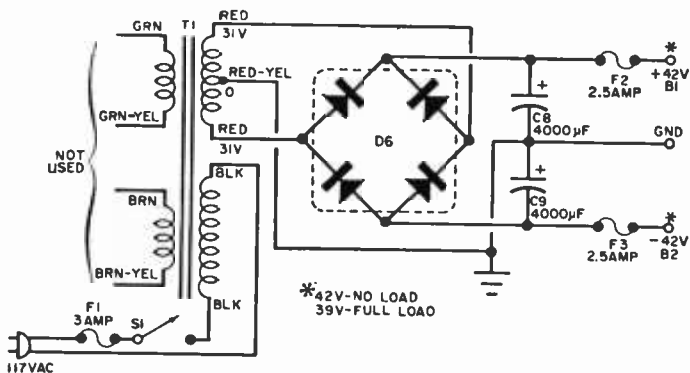 GRN
T1
RED
31V
RED-YEL
O
GRN-YEL
RED
31V
NOT
USED
BLK
BRN
BRN-YEL
BLK
F1
3 AMP
S1
117VAC
D6
+
C8
4000µF
+
C9
4000µF
F2
2.5AMP
*
+42V
B1
GND
F3
2.5AMP
*
-42V
B2
*42V-NO LOAD
39V-FULL LOAD